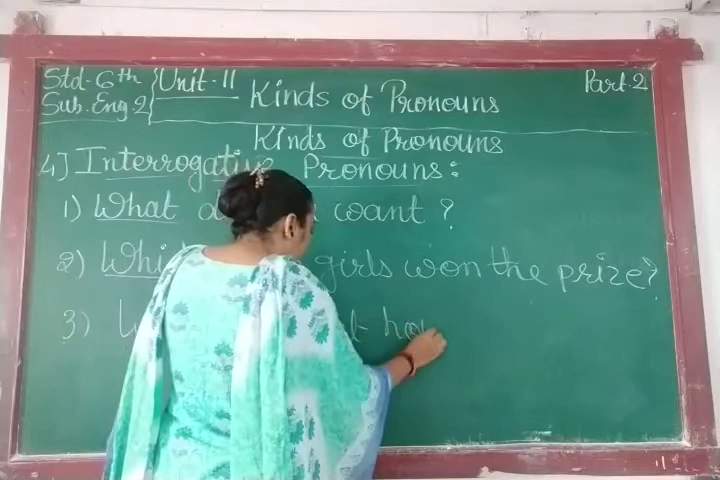 Std-6th Unit-11 Kinds of Pronouns Part.2
Sub.Eng.2
Kinds of Pronouns
4] Interrogative Pronouns:
1) What want ?
2) girls won the prize?
3)